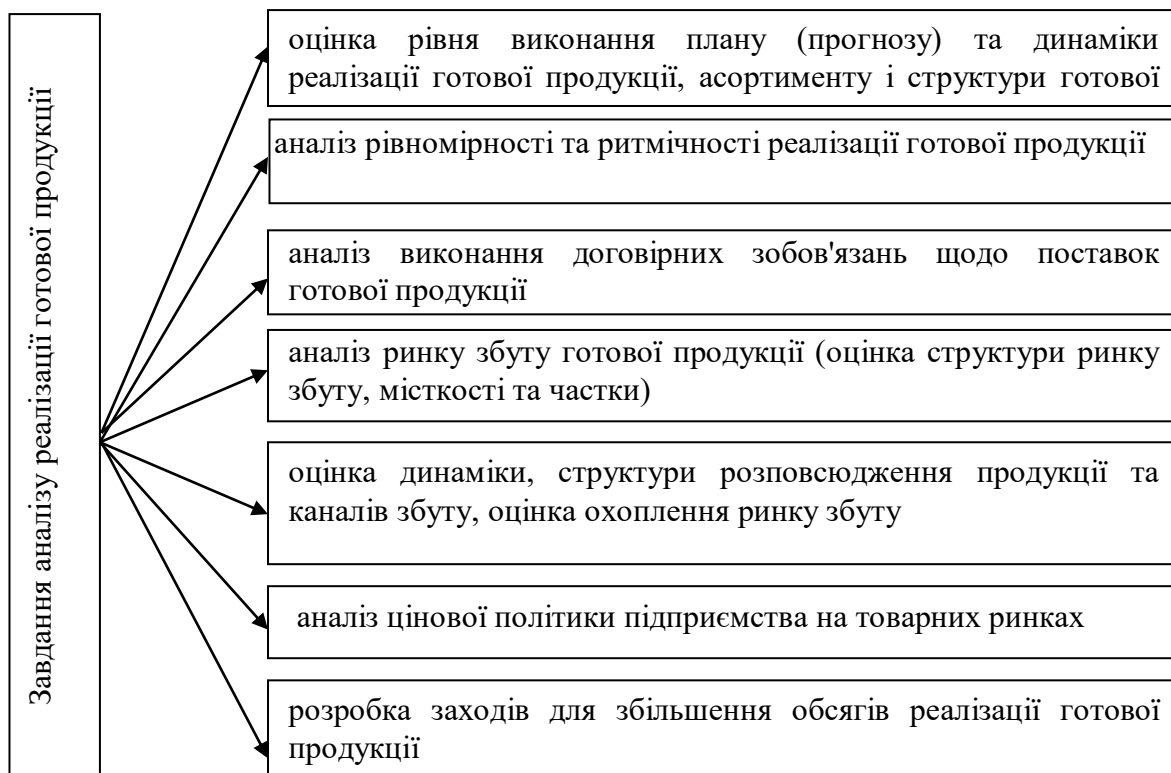 Завдання аналізу реалізації готової продукції
оцінка рівня виконання плану (прогнозу) та динаміки
реалізації готової продукції, асортименту і структури готової
аналіз рівномірності та ритмічності реалізації готової продукції
аналіз виконання договірних зобов'язань щодо поставок
готової продукції
аналіз ринку збуту готової продукції (оцінка структури ринку
збуту, місткості та частки)
оцінка динаміки, структури розповсюдження продукції та
каналів збуту, оцінка охоплення ринку збуту
аналіз цінової політики підприємства на товарних ринках
розробка заходів для збільшення обсягів реалізації готової
продукції